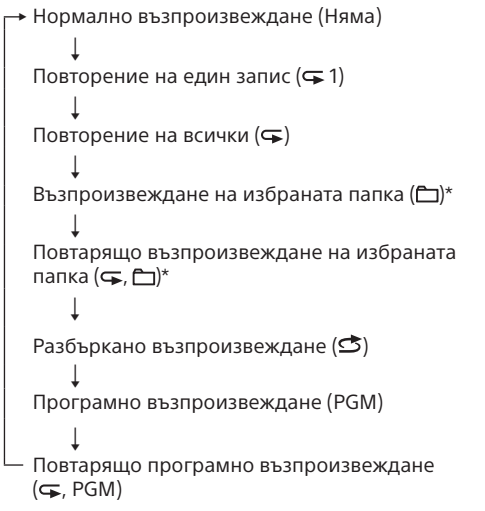 Нормално възпроизвеждане (Няма)
Повторение на един запис (1)
Повторение на всички ()
Възпроизвеждане на избраната папка ()*
Повтарящо възпроизвеждане на избраната
папка (, )*
Разбъркано възпроизвеждане ()
Програмно възпроизвеждане (PGM)
Повтарящо програмно възпроизвеждане
(, PGM)